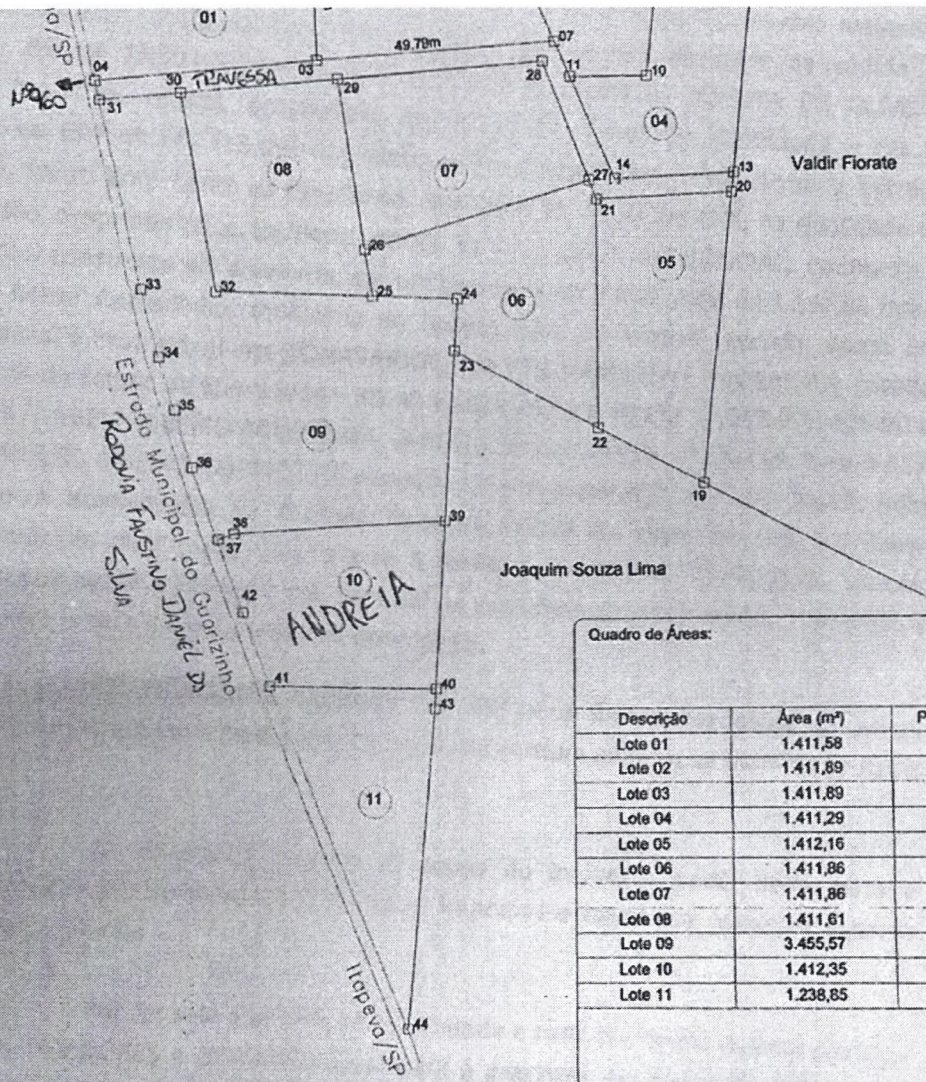 01
ia/SP
04
03
49,79m
07
30
TRAVESSA
29
28
11
10
Nº 960
31
04
08
07
27
14
13
Valdir Fiorate
21
20
26
05
33
32
25
24
06
34
23
35
09
22
36
19
38
37
39
Joaquim Souza Lima
Estrada Municipal do Guarizinho
RODOVIA FAUSTINO DANIEL DA
SILVA
10
42
ANDREIA
41
40
43
11
Itapeva/SP
44
Quadro de Áreas:
Descrição Área (m²) P
Lote 01 1.411,58
Lote 02 1.411,89
Lote 03 1.411,89
Lote 04 1.411,29
Lote 05 1.412,16
Lote 06 1.411,86
Lote 07 1.411,86
Lote 08 1.411,61
Lote 09 3.455,57
Lote 10 1.412,35
Lote 11 1.238,85